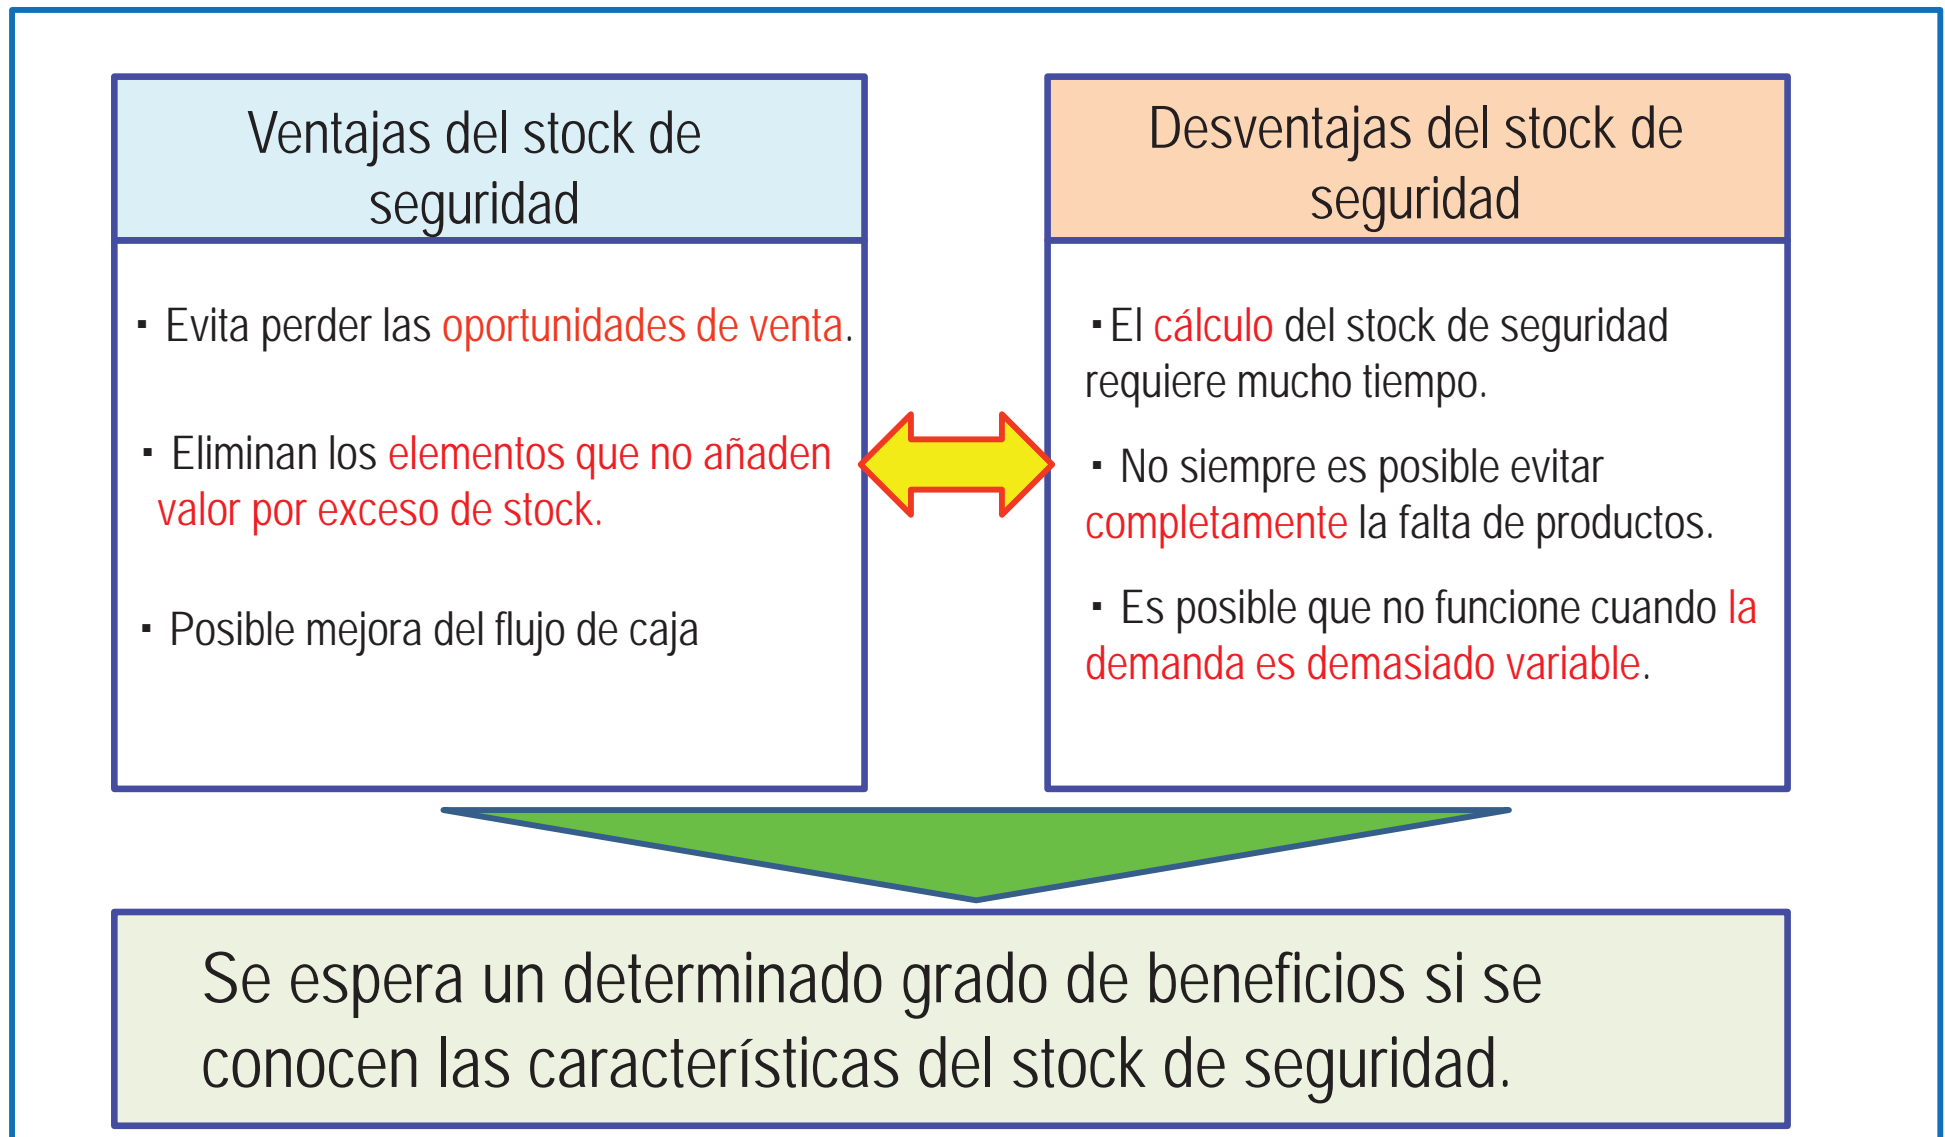 Ventajas del stock de
seguridad
▪ Evita perder las oportunidades de venta.
▪ Eliminan los elementos que no añaden
valor por exceso de stock.
▪ Posible mejora del flujo de caja
Desventajas del stock de
seguridad
▪ El cálculo del stock de seguridad
requiere mucho tiempo.
▪ No siempre es posible evitar
completamente la falta de productos.
▪ Es posible que no funcione cuando la
demanda es demasiado variable.
Se espera un determinado grado de beneficios si se
conocen las características del stock de seguridad.